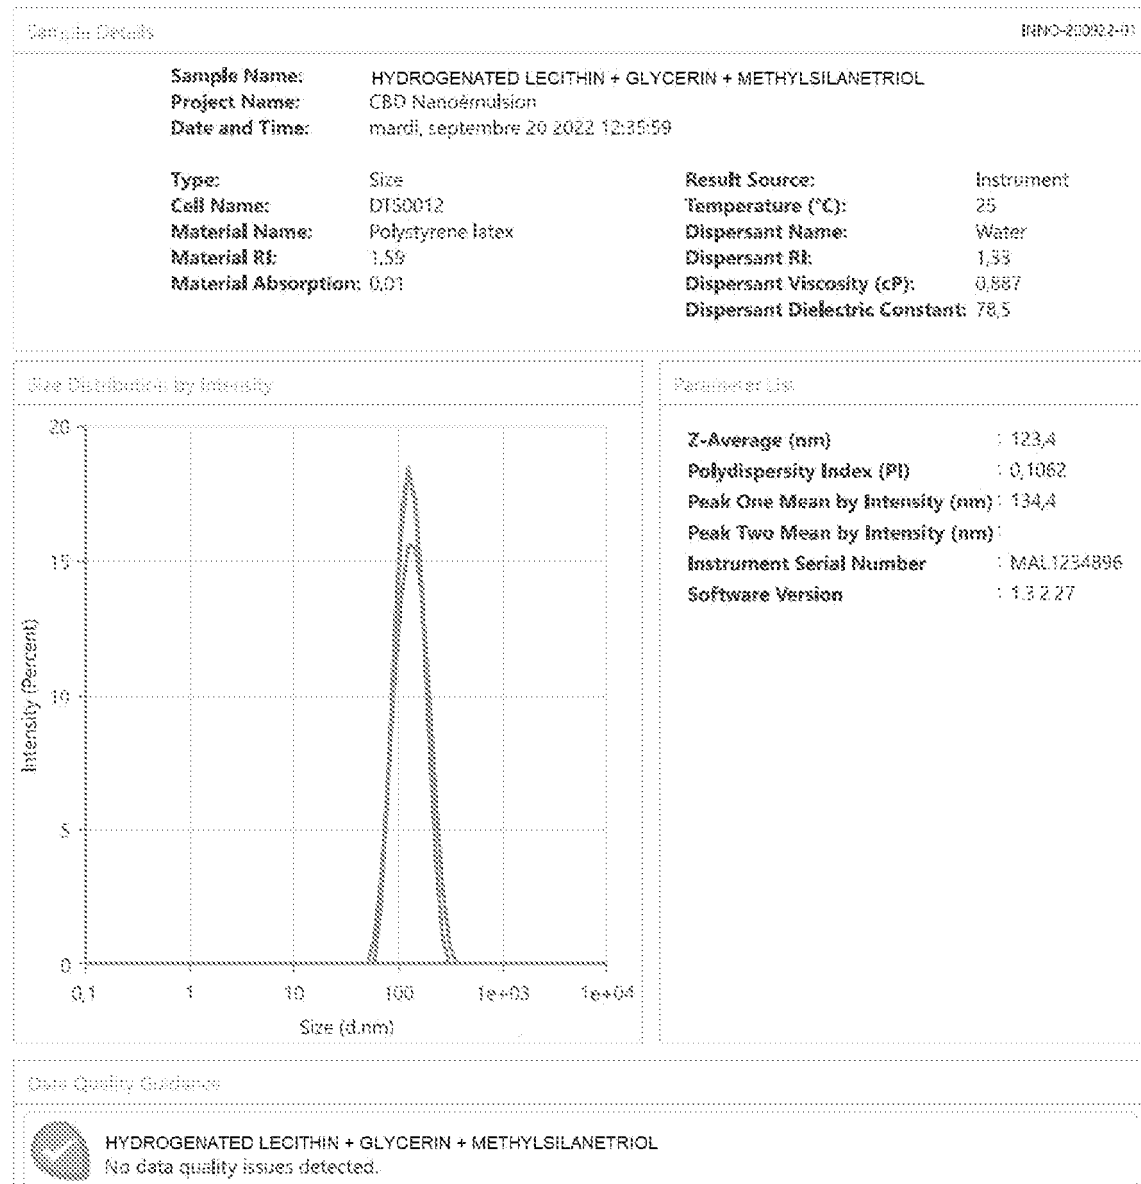 Sample Details
INNO-200922-01
Sample Name: HYDROGENATED LECITHIN + GLYCERIN + METHYLSILANETRIOL
Project Name: CBD Nanoémulsion
Date and Time: mardi, septembre 20 2022 12:35:59
Type: Size
Cell Name: DTS0012
Material Name: Polystyrene latex
Material RI: 1,59
Material Absorption: 0,01
Result Source: Instrument
Temperature (°C): 25
Dispersant Name: Water
Dispersant RI: 1,33
Dispersant Viscosity (cP): 0,887
Dispersant Dielectric Constant: 78,5
Size Distribution by Intensity
20
15
10
5
0
Intensity (Percent)
0,1 1 10 100 1e+03 1e+04
Size (d.nm)
Parameter List
Z-Average (nm) : 123,4
Polydispersity Index (PI) : 0,1062
Peak One Mean by Intensity (nm) : 134,4
Peak Two Mean by Intensity (nm) :
Instrument Serial Number : MAL1234896
Software Version : 1.3.2.27
Data Quality Guidance
HYDROGENATED LECITHIN + GLYCERIN + METHYLSILANETRIOL
No data quality issues detected.